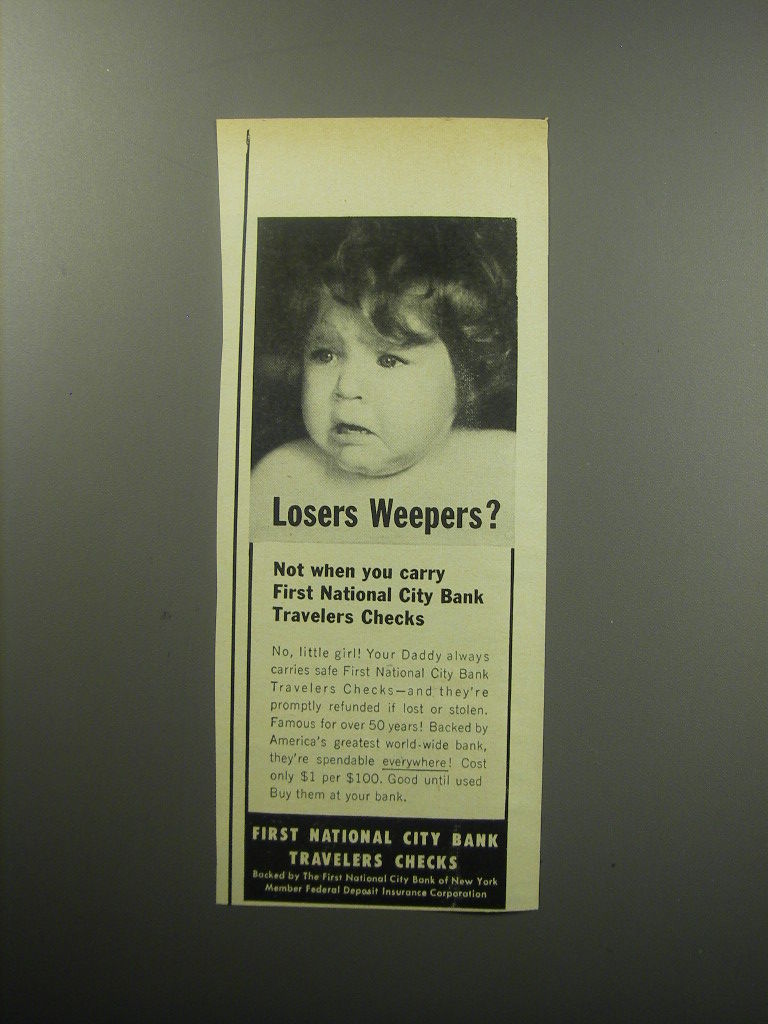 Losers Weepers?
Not when you carry
First National City Bank
Travelers Checks
No, little girl! Your Daddy always
carries safe First National City Bank
Travelers Checks—and they're
promptly refunded if lost or stolen.
Famous for over 50 years! Backed by
America's greatest world-wide bank,
they're spendable everywhere! Cost
only $1 per $100. Good until used
Buy them at your bank.
FIRST NATIONAL CITY BANK
TRAVELERS CHECKS
Backed by The First National City Bank of New York
Member Federal Deposit Insurance Corporation